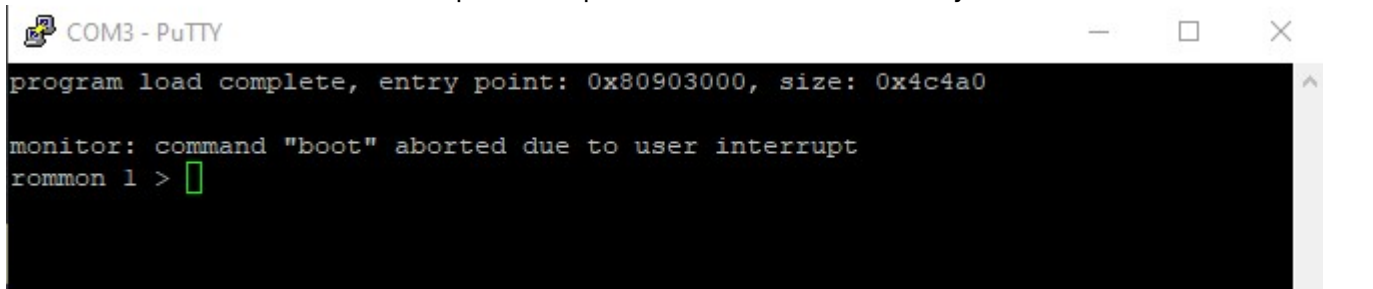 COM3 - PuTTY
program load complete, entry point: 0x80903000, size: 0x4c4a0
monitor: command "boot" aborted due to user interrupt
rommon 1 >